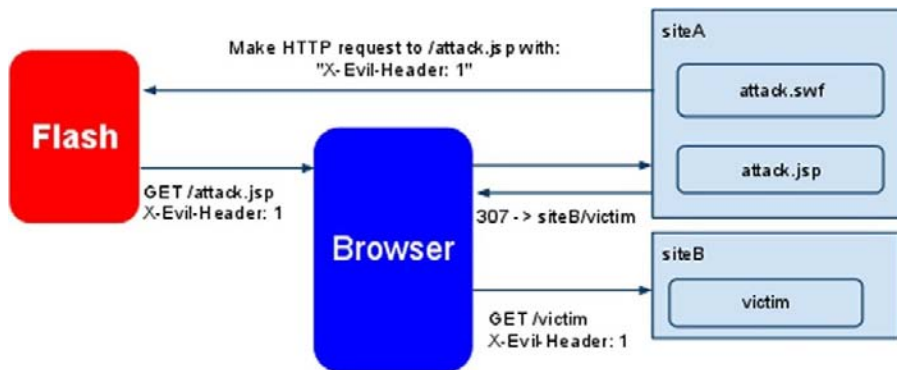 siteA
Make HTTP request to /attack.jsp with:
"X-Evil-Header: 1"
attack.swf
Flash
attack.jsp
GET /attack.jsp
X-Evil-Header: 1
307 -> siteB/victim
Browser
siteB
victim
GET /victim
X-Evil-Header: 1